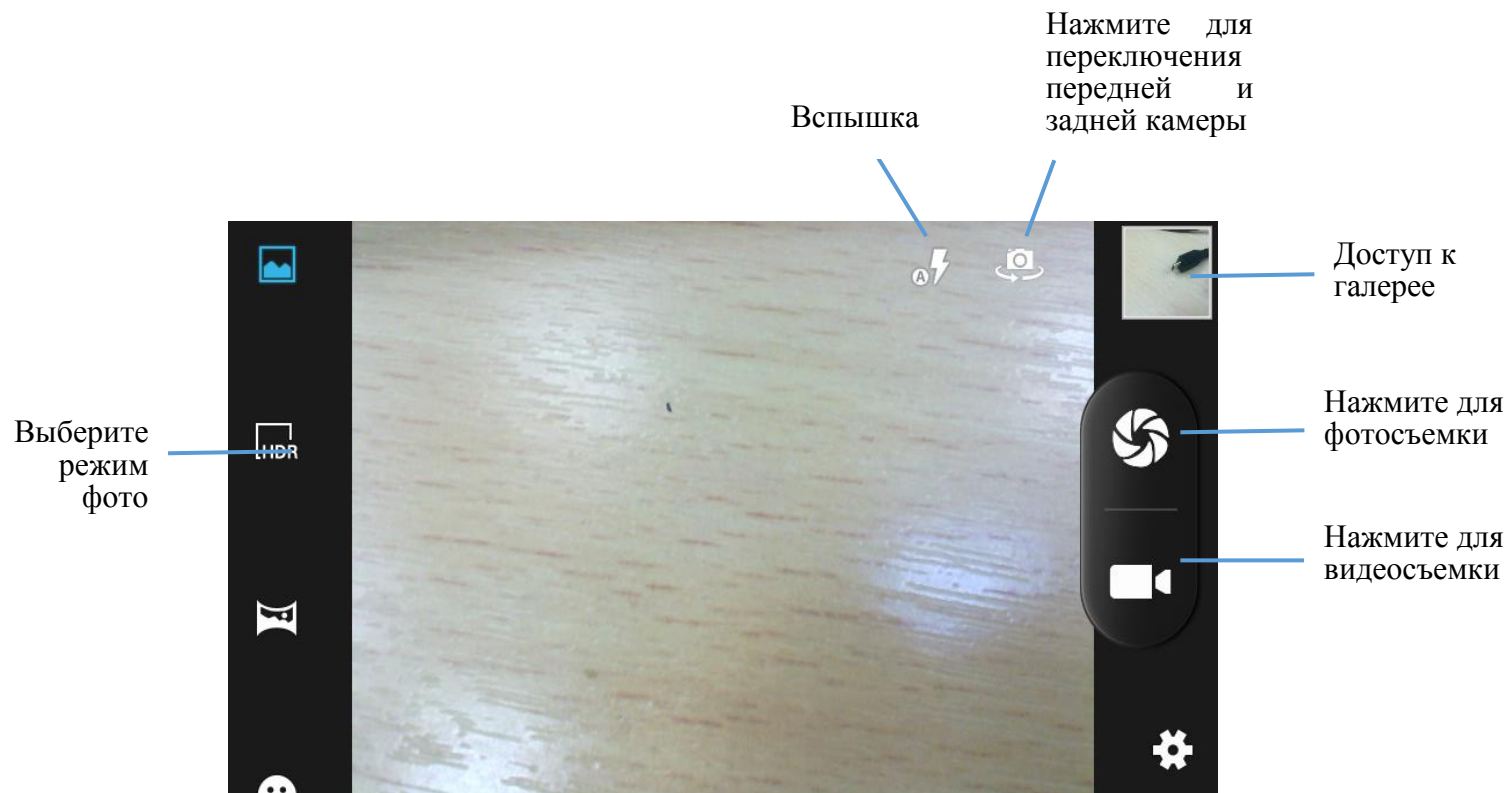 Нажмите для
переключения
передней и
задней камеры
Вспышка
Доступ к
галерее
Выберите
режим
фото
HDR
A
Нажмите для
фотосъемки
Нажмите для
видеосъемки